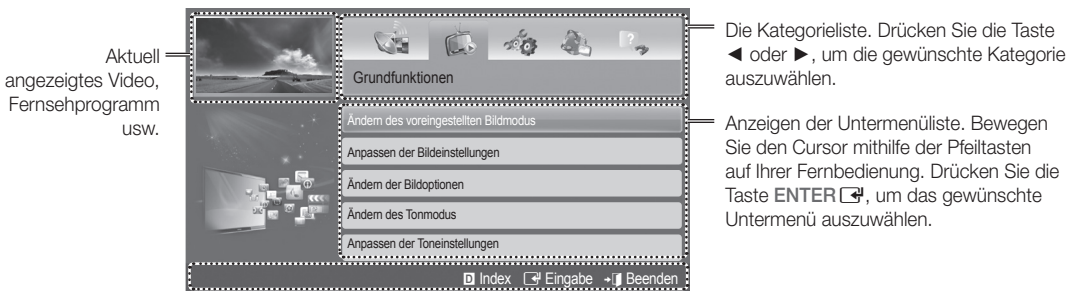 Aktuell
angezeigtes Video,
Fernsehprogramm
usw.
Grundfunktionen
Ändern des voreingestellten Bildmodus
Anpassen der Bildeinstellungen
Ändern der Bildoptionen
Ändern des Tonmodus
Anpassen der Toneinstellungen
D Index Eingabe Beenden
Die Kategorieliste. Drücken Sie die Taste
◄ oder ►, um die gewünschte Kategorie
auszuwählen.
Anzeigen der Untermenüliste. Bewegen
Sie den Cursor mithilfe der Pfeiltasten
auf Ihrer Fernbedienung. Drücken Sie die
Taste ENTER, um das gewünschte
Untermenü auszuwählen.